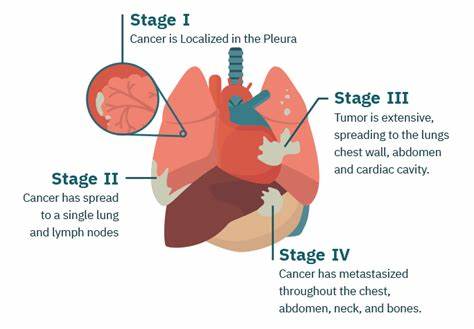 Stage I
Cancer is Localized in the Pleura
Stage III
Tumor is extensive,
spreading to the lungs
chest wall, abdomen
and cardiac cavity.
Stage II
Cancer has spread
to a single lung
and lymph nodes
Stage IV
Cancer has metastasized
throughout the chest,
abdomen, neck, and bones.